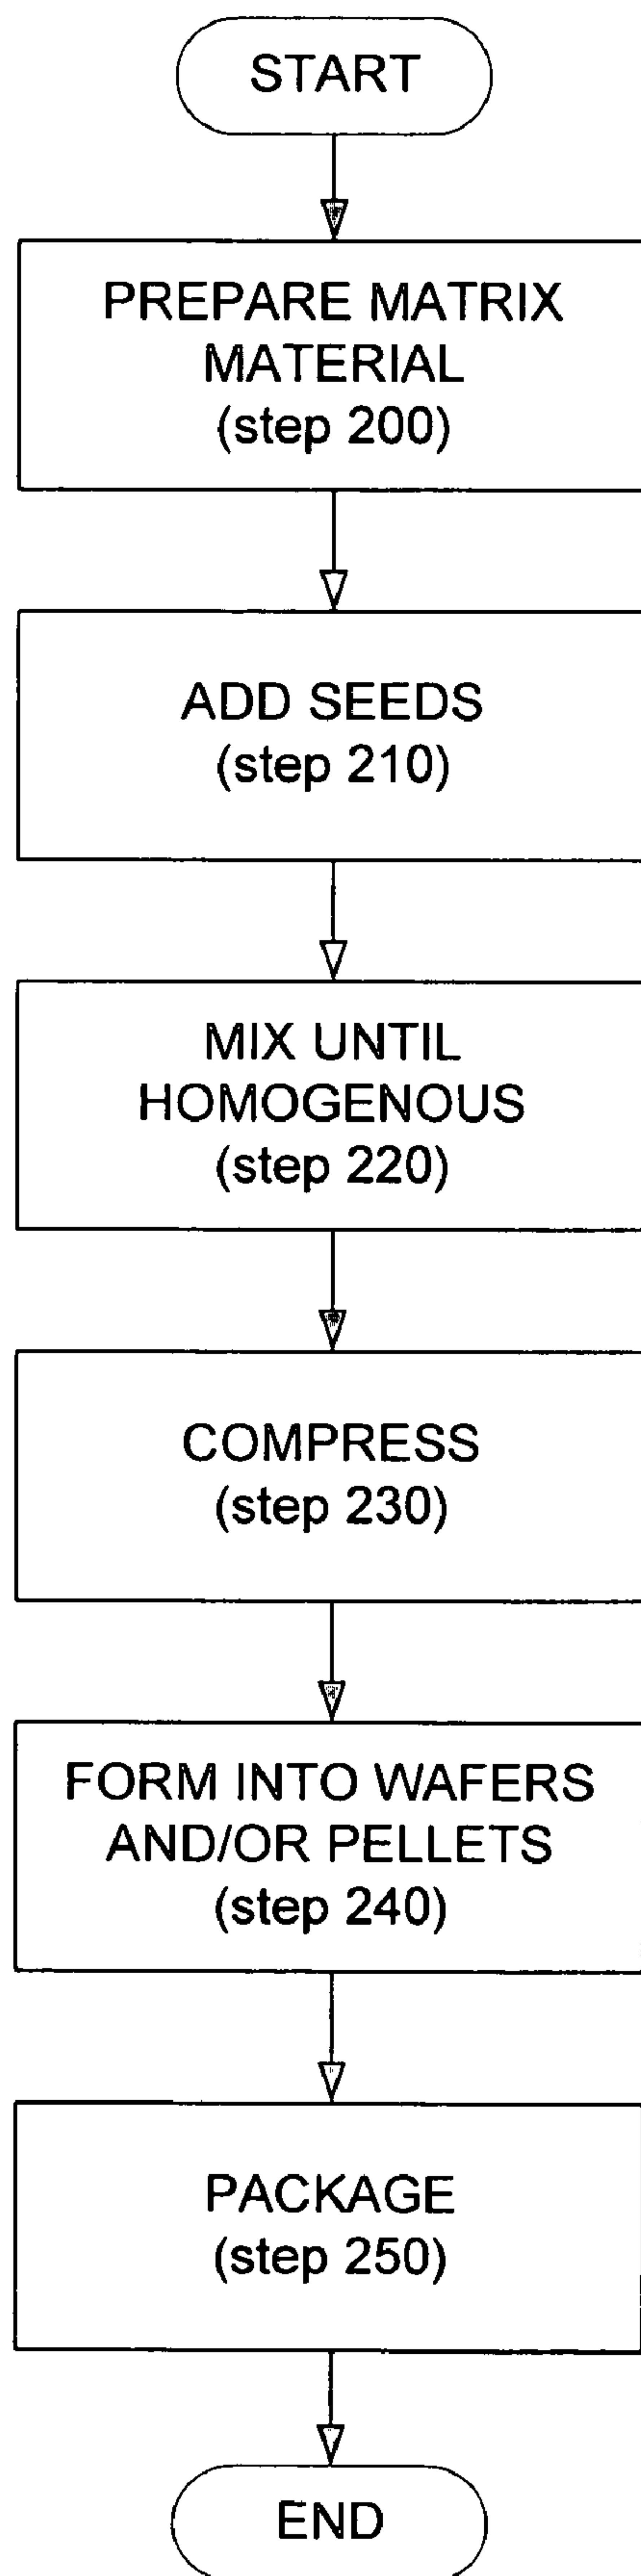 START
PREPARE MATRIX
MATERIAL
(step 200)
ADD SEEDS
(step 210)
MIX UNTIL
HOMOGENOUS
(step 220)
COMPRESS
(step 230)
FORM INTO WAFERS
AND/OR PELLETS
(step 240)
PACKAGE
(step 250)
END